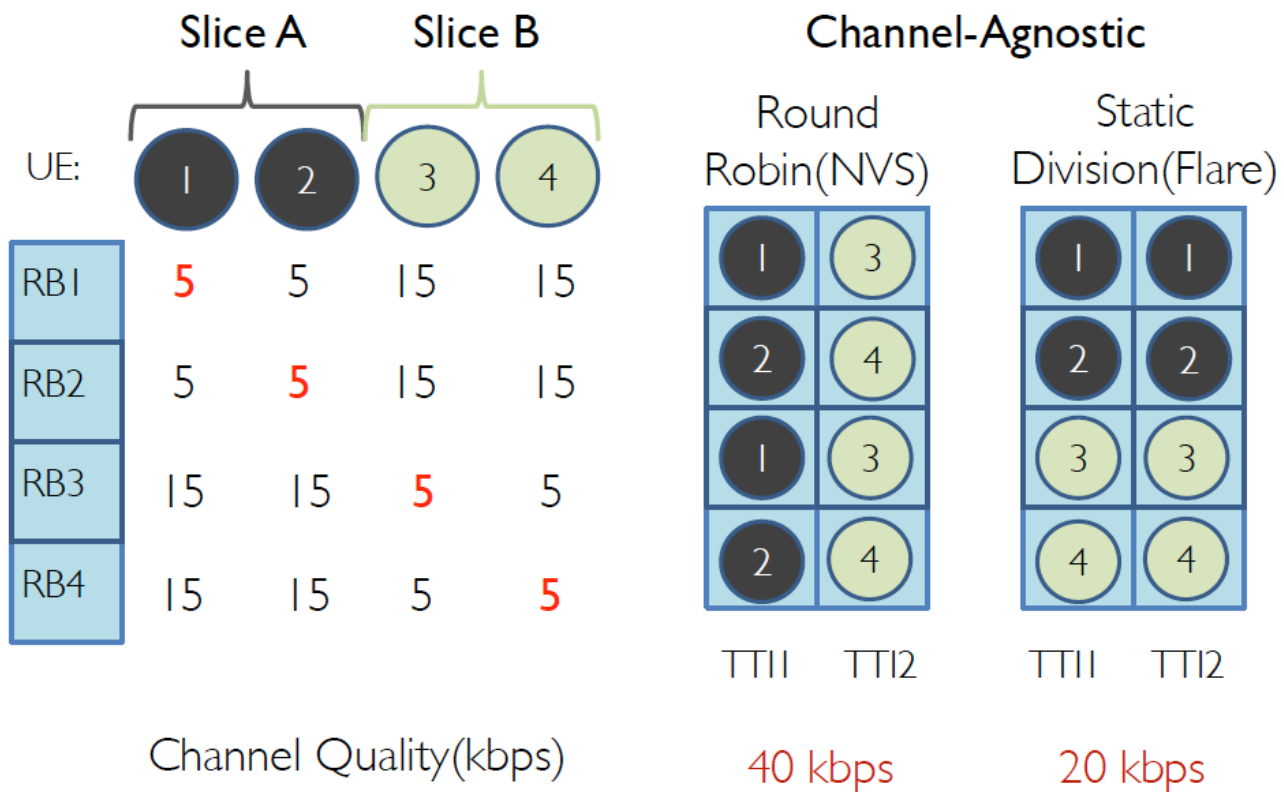 Slice A Slice B Channel-Agnostic
Round Static
UE: 1 2 3 4 Robin(NVS) Division(Flare)
RB1 5 5 15 15 1 3 1 1
RB2 5 5 15 15 2 4 2 2
RB3 15 15 5 5 1 3 3 3
RB4 15 15 5 5 2 4 4 4
TTI1 TTI2 TTI1 TTI2
Channel Quality(kbps) 40 kbps 20 kbps